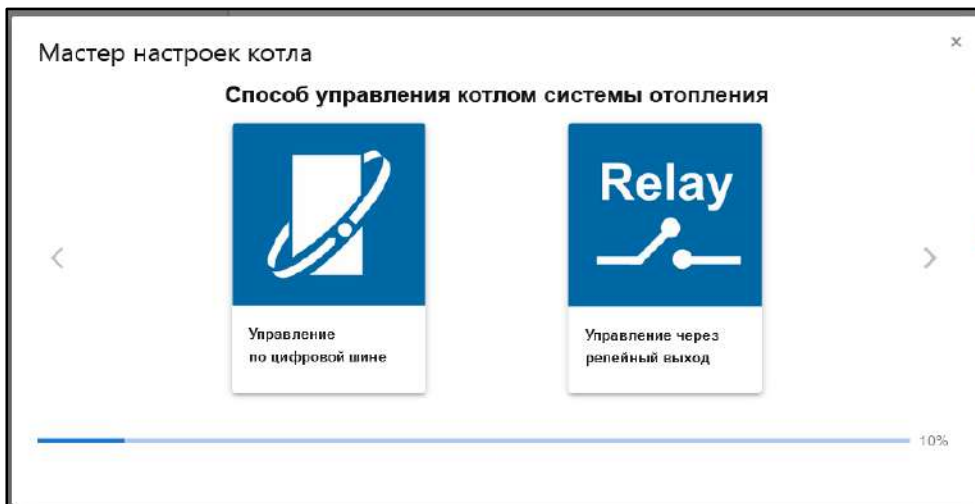 Мастер настроек котла
×
Способ управления котлом системы отопления
Relay
Управление
по цифровой шине
Управление через
релейный выход
10%